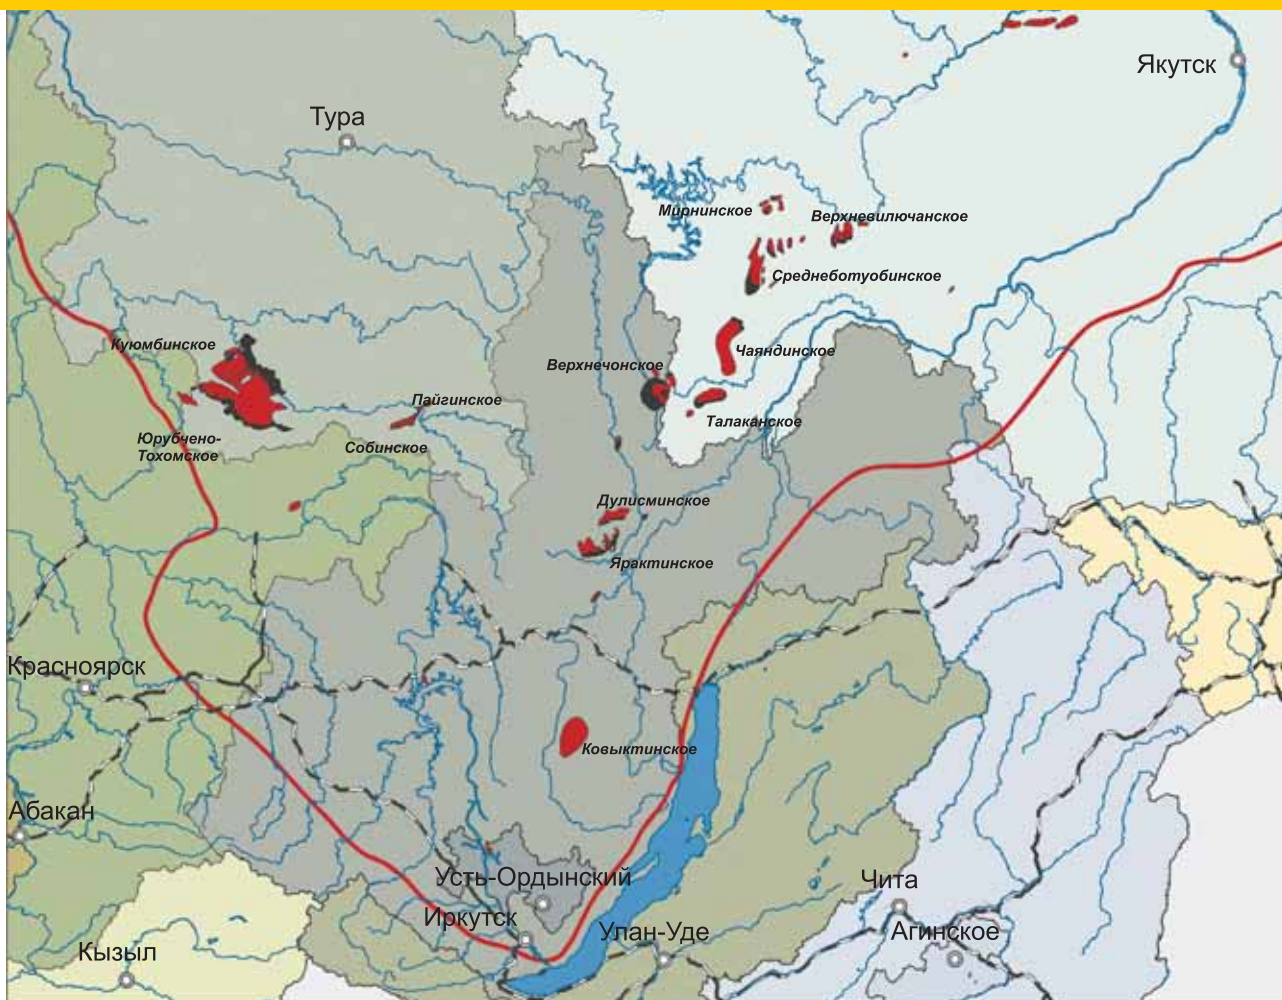 Якутск
Тура
Мирнинское
Верхневилючанское
Среднеботуобинское
Куюмбинское
Чаяндинское
Верхнечонское
Пайгинское
Талаканское
Юрубчено-
Тохомское
Собинское
Дулисминское
Ярактинское
Красноярск
Ковыктинское
Абакан
Усть-Ордынский
Чита
Иркутск
Улан-Уде
Агинское
Кызыл